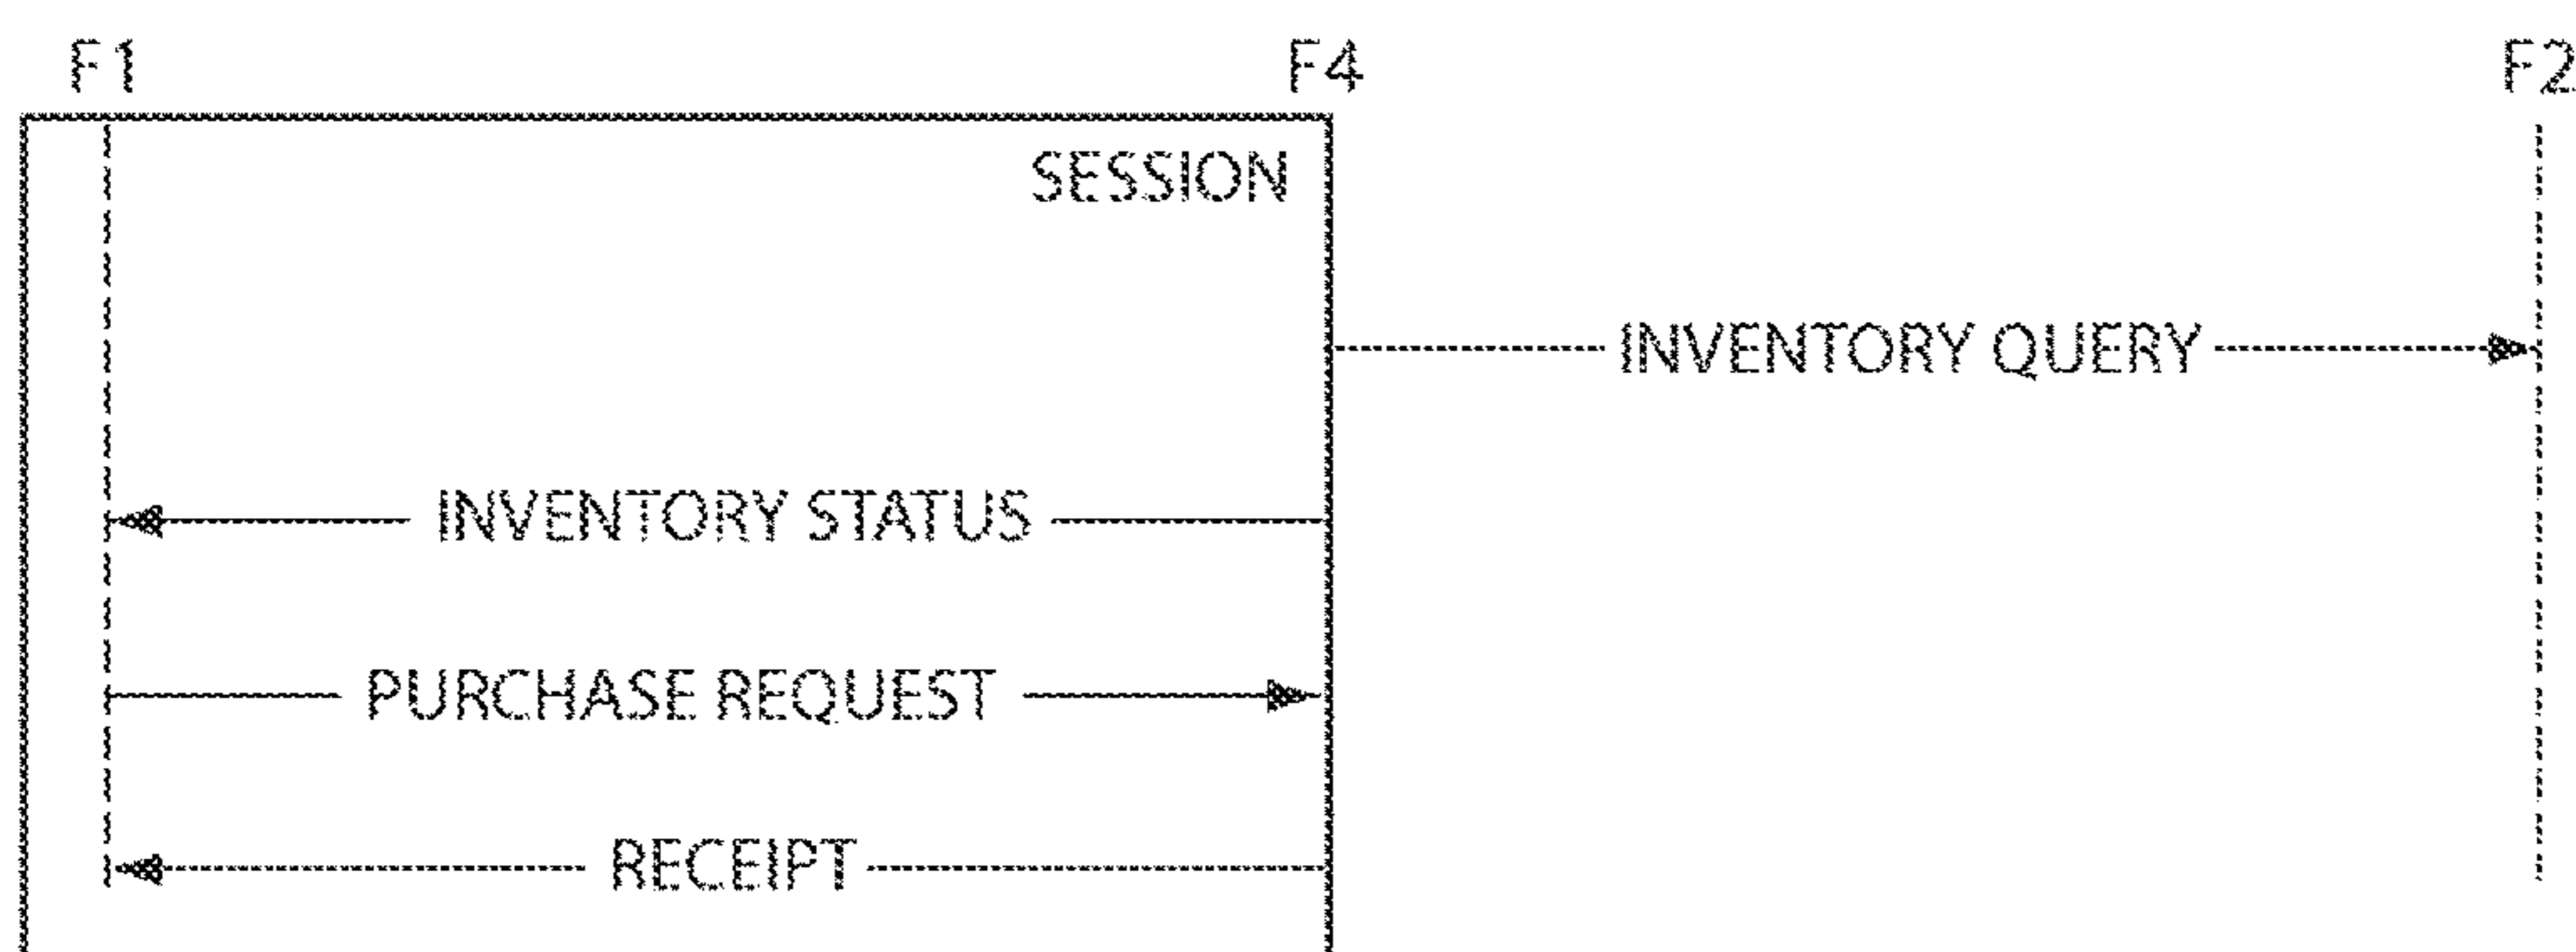 F1 F4 F2
SESSION
INVENTORY QUERY
INVENTORY STATUS
PURCHASE REQUEST
RECEIPT